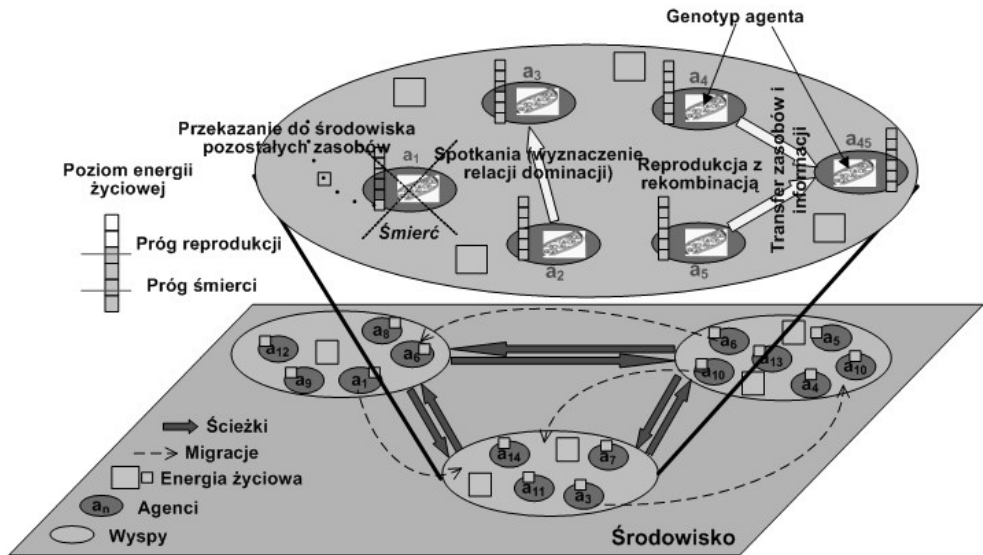 Genotyp agenta
a3
a4
a45
Przekazanie do środowiska
pozostałych zasobów
a1
Spotkania (wyznaczenie
relacji dominacji)
Reprodukcja z
rekombinacją
Transfer zasobów i
informacji
Śmierć
a2
a5
Poziom energii
życiowej
Próg reprodukcji
Próg śmierci
a12
a8
a6
a9
a1
a6
a5
a13
a10
a10
a4
a14
a7
a11
a3
Ścieżki
Migracje
Energia życiowa
an Agenci
Wyspy
Środowisko